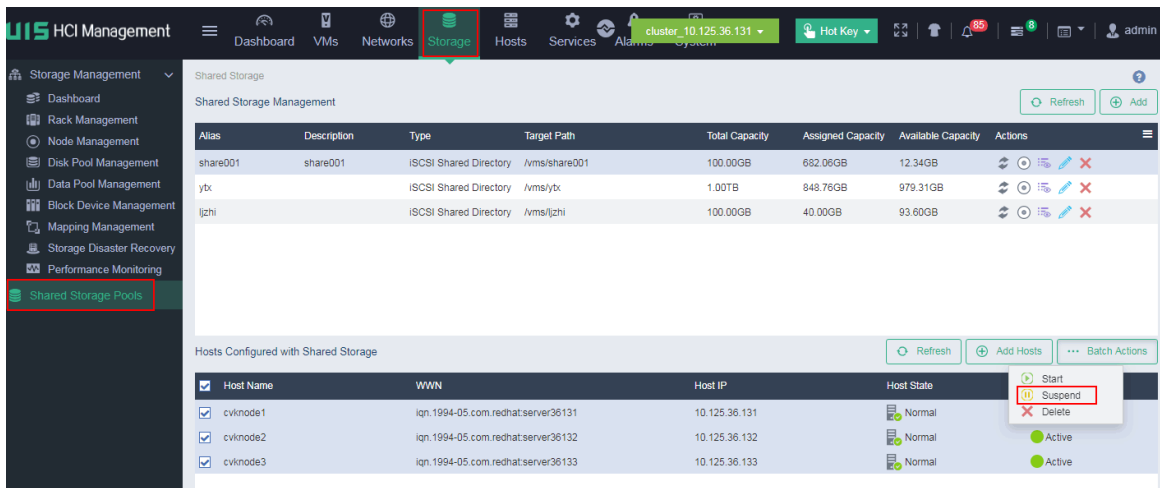 UIS HCI Management
Dashboard VMs Networks Storage Hosts Services Alarms System
cluster_10.125.36.131
Hot Key
85
8
admin
Storage Management
Dashboard
Rack Management
Node Management
Disk Pool Management
Data Pool Management
Block Device Management
Mapping Management
Storage Disaster Recovery
Performance Monitoring
Shared Storage Pools
Shared Storage
Shared Storage Management
Refresh Add
Alias Description Type Target Path Total Capacity Assigned Capacity Available Capacity Actions
share001 share001 iSCSI Shared Directory /vms/share001 100.00GB 682.06GB 12.34GB
ytx iSCSI Shared Directory /vms/ytx 1.00TB 848.76GB 979.31GB
ljzhi iSCSI Shared Directory /vms/ljzhi 100.00GB 40.00GB 93.60GB
Hosts Configured with Shared Storage
Refresh Add Hosts ... Batch Actions
Host Name WWN Host IP Host State
Start
Suspend
Delete
cvknode1 iqn.1994-05.com.redhat:server36131 10.125.36.131 Normal
cvknode2 iqn.1994-05.com.redhat:server36132 10.125.36.132 Normal Active
cvknode3 iqn.1994-05.com.redhat:server36133 10.125.36.133 Normal Active